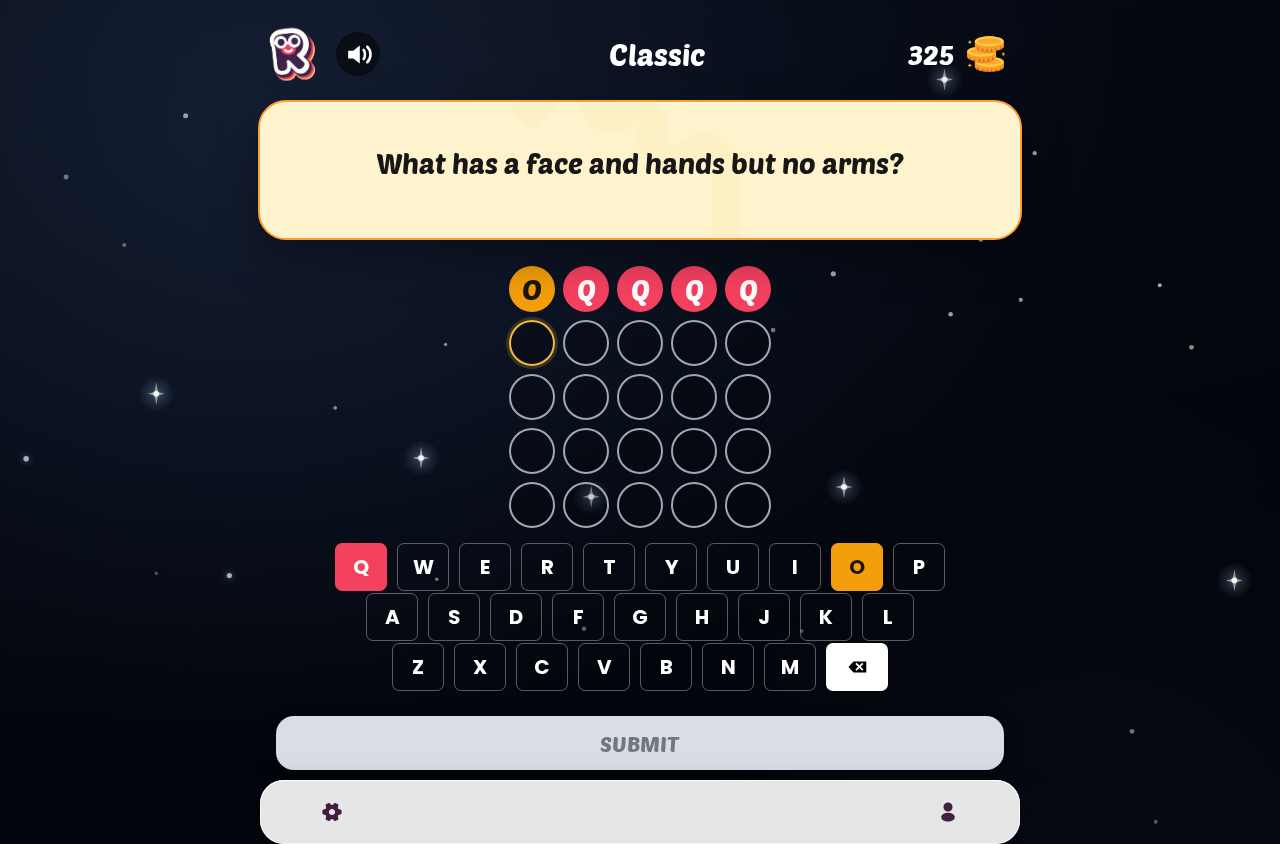 R
Classic
325
What has a face and hands but no arms?
O Q Q Q Q
Q W E R T Y U I O P
A S D F G H J K L
Z X C V B N M
SUBMIT